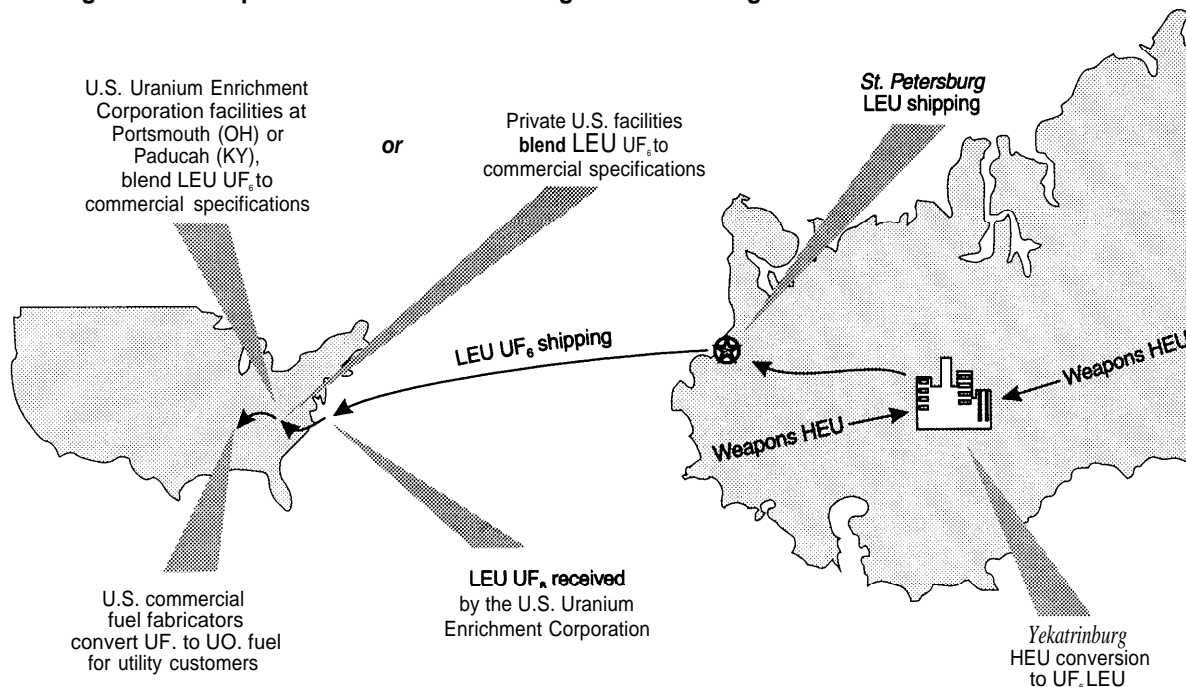 U.S. Uranium Enrichment
Corporation facilities at
Portsmouth (OH) or
Paducah (KY),
blend LEU UF₆ to
commercial specifications
or
Private U.S. facilities
blend LEU UF₆ to
commercial specifications
St. Petersburg
LEU shipping
LEU UF₆ shipping
Weapons HEU
Weapons HEU
U.S. commercial
fuel fabricators
convert UF. to UO. fuel
for utility customers
LEU UF₆ received
by the U.S. Uranium
Enrichment Corporation
Yekatrinburg
HEU conversion
to UF₆ LEU